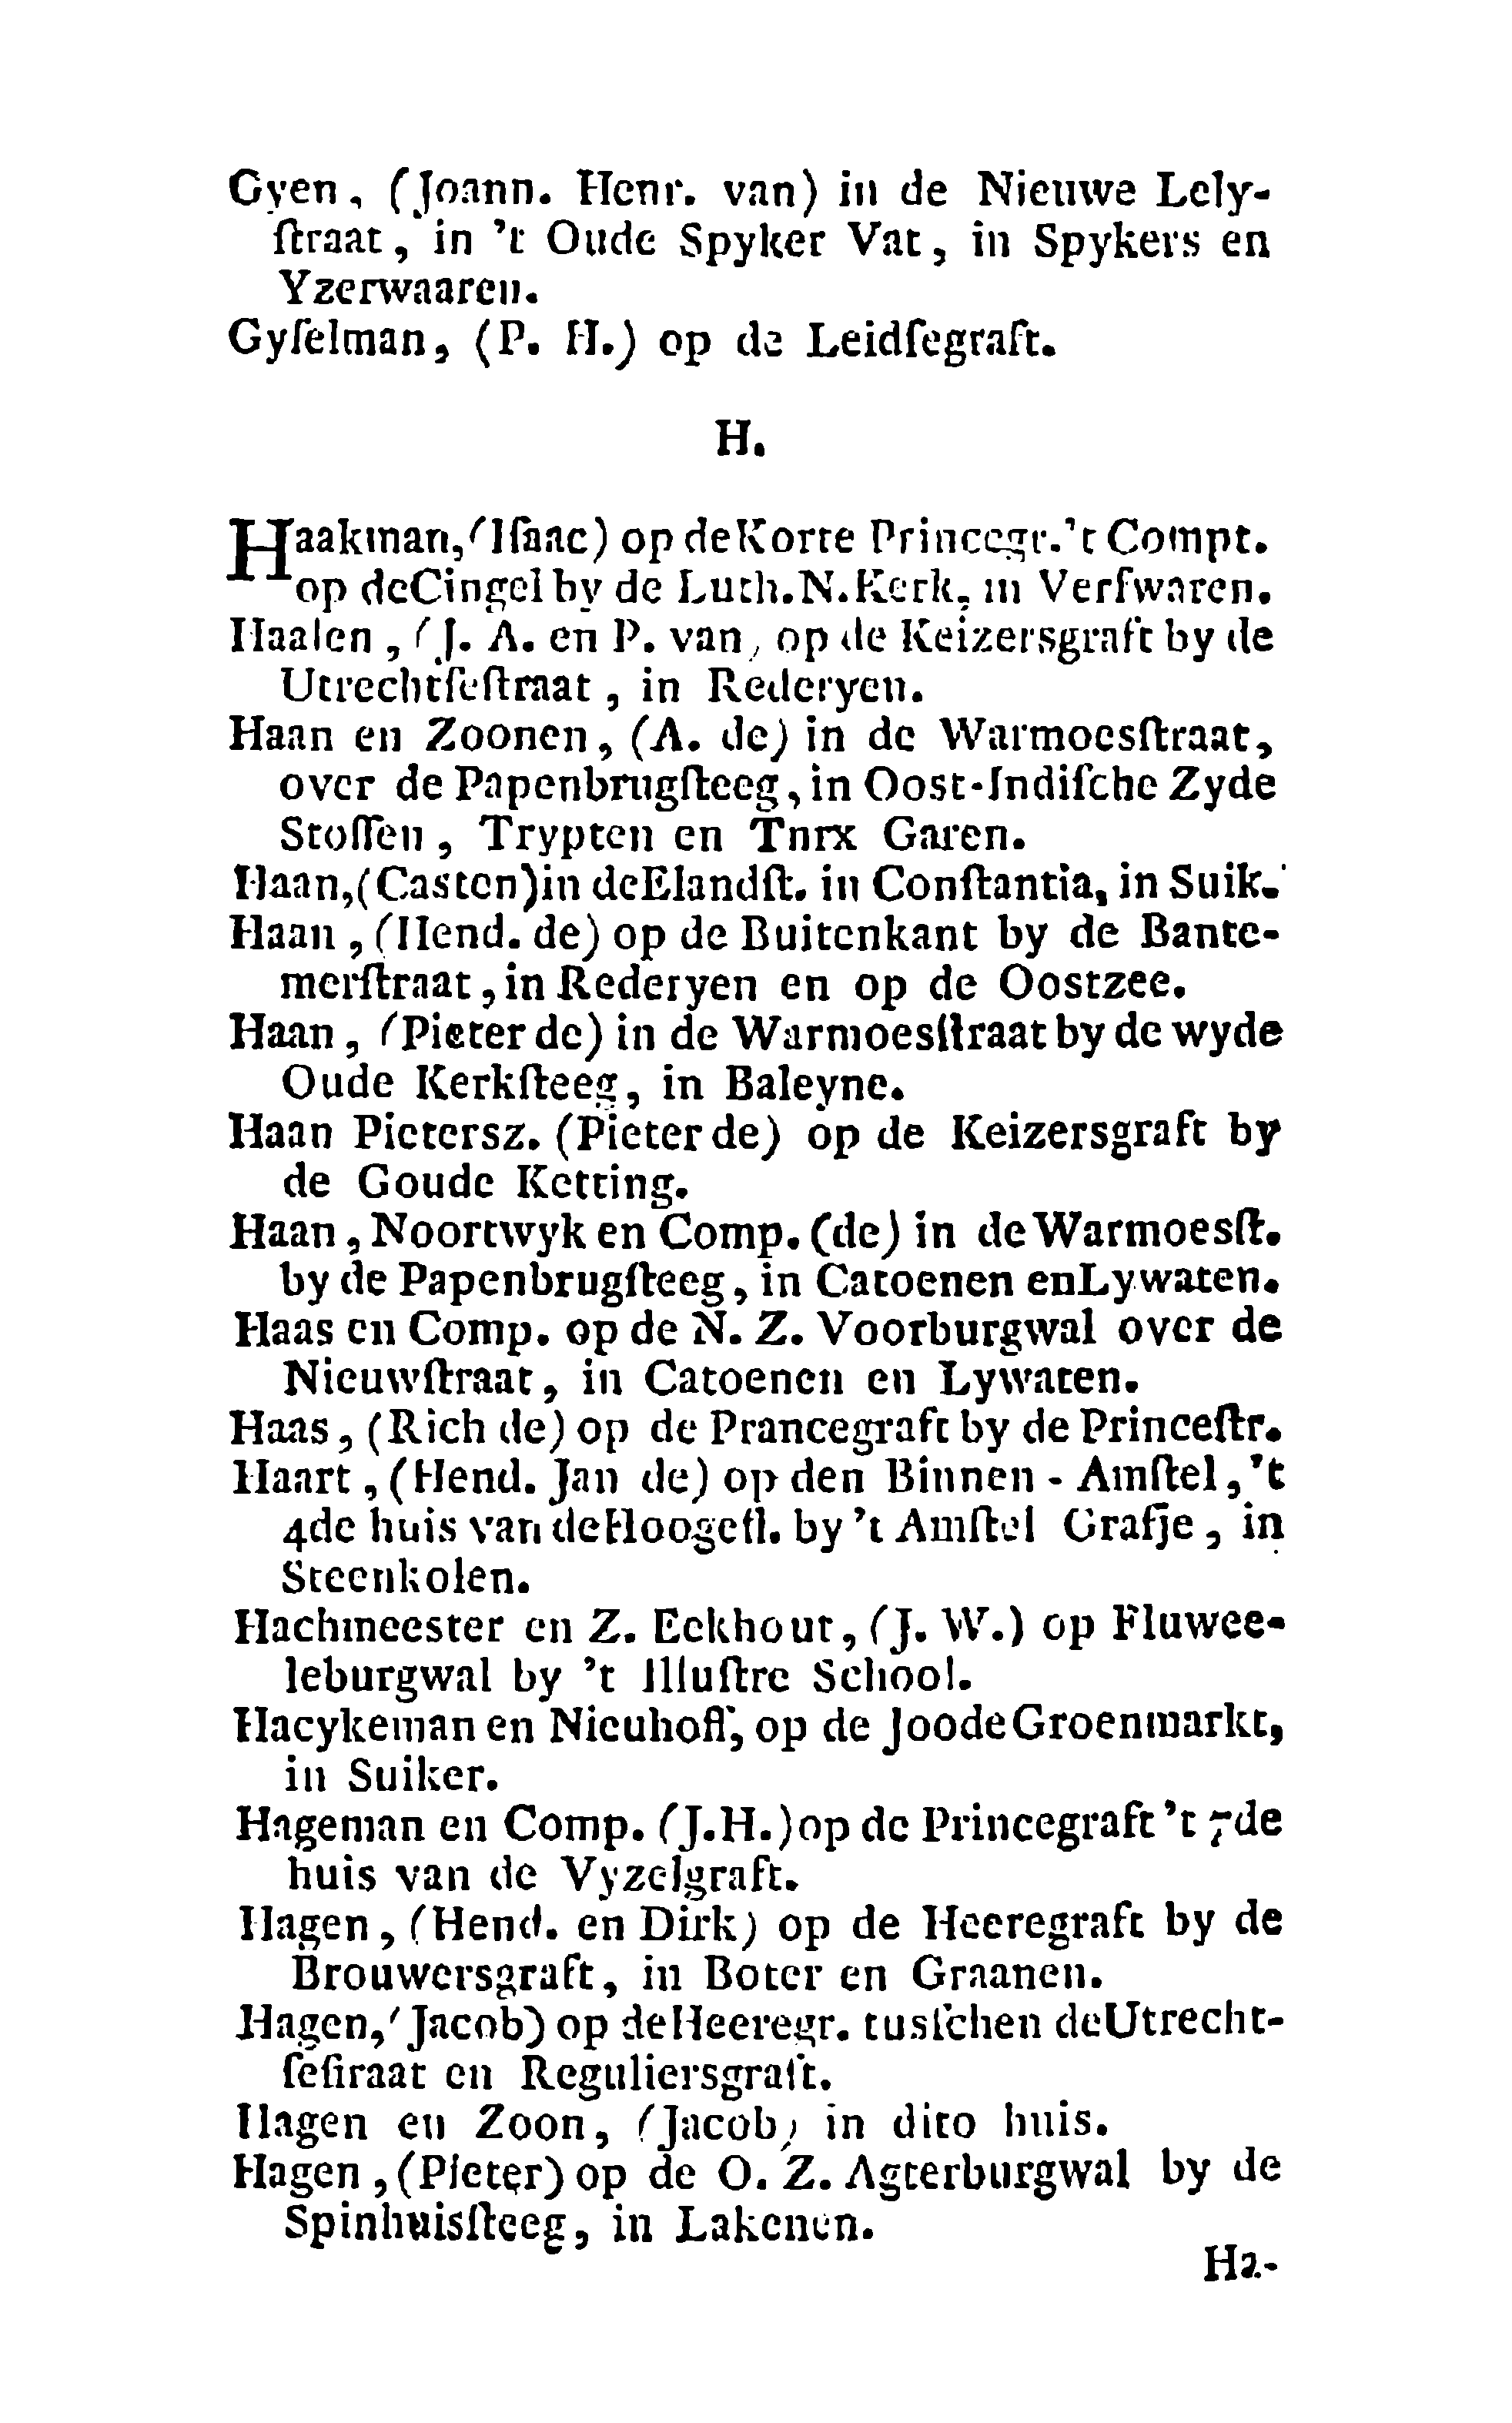 Gyen, (Joann. Henr. van) in de Nieuwe Lely-
ſtraat, in 't Oude Spyker Vat, in Spykers en
Yzerwaaren.
Gyſelman, (P. H.) op de Leidſegraft.
H.
Haakman, (Iſaac) op de Korte Princegr. 't Compt.
op de Cingel by de Luth. N. Kerk, in Verfwaren.
Haalen, (J. A. en P. van, op de Keizersgraft by de
Utrechtſeſtraat, in Rederyen.
Haan en Zoonen, (A. de) in de Warmoesſtraat,
over de Papenbrugſteeg, in Oost-Indiſche Zyde
Stoffen, Trypten en Tnrx Garen.
Haan, (Casten) in de Elandſt. in Conſtantia, in Suik.
Haan, (Hend. de) op de Buitenkant by de Bante-
merſtraat, in Rederyen en op de Oostzee.
Haan, (Pieter de) in de Warmoesſtraat by de wyde
Oude Kerkſteeg, in Baleyne.
Haan Pietersz. (Pieter de) op de Keizersgraft by
de Goude Ketting.
Haan, Noortwyk en Comp. (de) in de Warmoesſt.
by de Papenbrugſteeg, in Catoenen en Lywaten.
Haas en Comp. op de N. Z. Voorburgwal over de
Nieuwſtraat, in Catoenen en Lywaten.
Haas, (Rich de) op de Prancegraft by de Princeſtr.
Haart, (Hend. Jan de) op den Binnen-Amſtel, 't
4de huis van de Hoogeſl. by 't Amſtel Grafje, in
Steenkolen.
Hachmeester en Z. Eckhout, (J. W.) op Fluwee-
leburgwal by 't Illuſtre School.
Hacykeman en Nieuhoff, op de Joode Groenmarkt,
in Suiker.
Hageman en Comp. (J. H.) op de Princegraft 't 7de
huis van de Vyzelgraft.
Hagen, (Hend. en Dirk) op de Heeregraft by de
Brouwersgraft, in Boter en Graanen.
Hagen, (Jacob) op de Heeregr. tusſchen de Utrecht-
ſeſtraat en Reguliersgraft.
Hagen en Zoon, (Jacob) in dito huis.
Hagen, (Pieter) op de O. Z. Agterburgwal by de
Spinhuisſteeg, in Lakenen.
Ha-